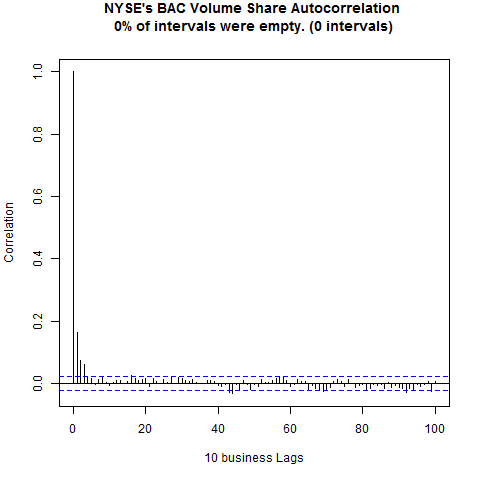 NYSE's BAC Volume Share Autocorrelation
0% of intervals were empty. (0 intervals)
Correlation
1.0
0.8
0.6
0.4
0.2
0.0
0 20 40 60 80 100
10 business Lags